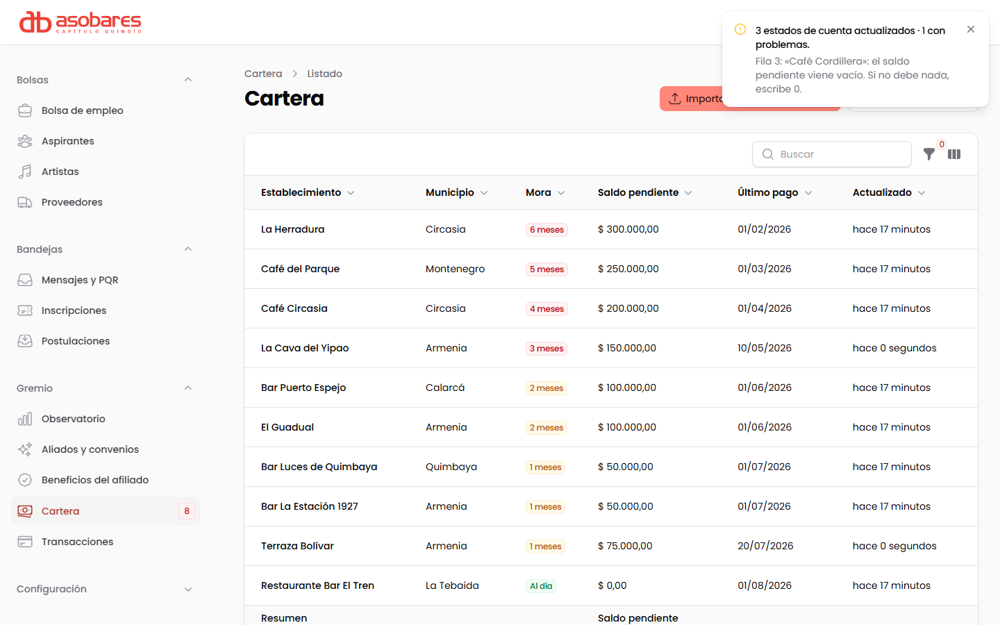 asobares
CAPÍTULO QUINDÍO
3 estados de cuenta actualizados · 1 con
problemas.
Fila 3: «Café Cordillera»: el saldo
pendiente viene vacío. Si no debe nada,
escribe 0.
Bolsas
Bolsa de empleo
Aspirantes
Artistas
Proveedores
Bandejas
Mensajes y PQR
Inscripciones
Postulaciones
Gremio
Observatorio
Aliados y convenios
Beneficios del afiliado
Cartera 8
Transacciones
Configuración
Cartera > Listado
Cartera
Buscar
0
Establecimiento Municipio Mora Saldo pendiente Último pago Actualizado
La Herradura Circasia 6 meses $ 300.000,00 01/02/2026 hace 17 minutos
Café del Parque Montenegro 5 meses $ 250.000,00 01/03/2026 hace 17 minutos
Café Circasia Circasia 4 meses $ 200.000,00 01/04/2026 hace 17 minutos
La Cava del Yipao Armenia 3 meses $ 150.000,00 10/05/2026 hace 0 segundos
Bar Puerto Espejo Calarcá 2 meses $ 100.000,00 01/06/2026 hace 17 minutos
El Guadual Armenia 2 meses $ 100.000,00 01/06/2026 hace 17 minutos
Bar Luces de Quimbaya Quimbaya 1 meses $ 50.000,00 01/07/2026 hace 17 minutos
Bar La Estación 1927 Armenia 1 meses $ 50.000,00 01/07/2026 hace 17 minutos
Terraza Bolívar Armenia 1 meses $ 75.000,00 20/07/2026 hace 0 segundos
Restaurante Bar El Tren La Tebaida Al día $ 0,00 01/08/2026 hace 17 minutos
Resumen Saldo pendiente